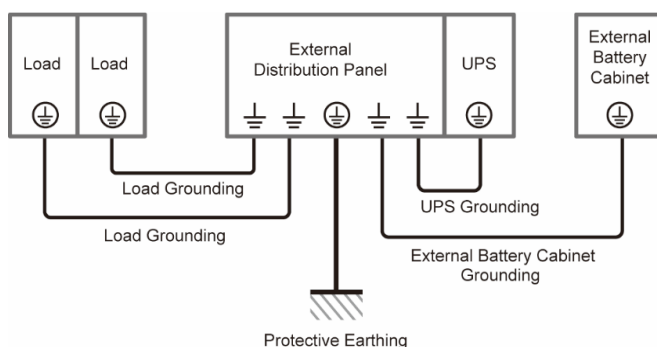 Load
Load
External
Distribution Panel
UPS
External
Battery
Cabinet
Load Grounding
UPS Grounding
Load Grounding
External Battery Cabinet
Grounding
Protective Earthing